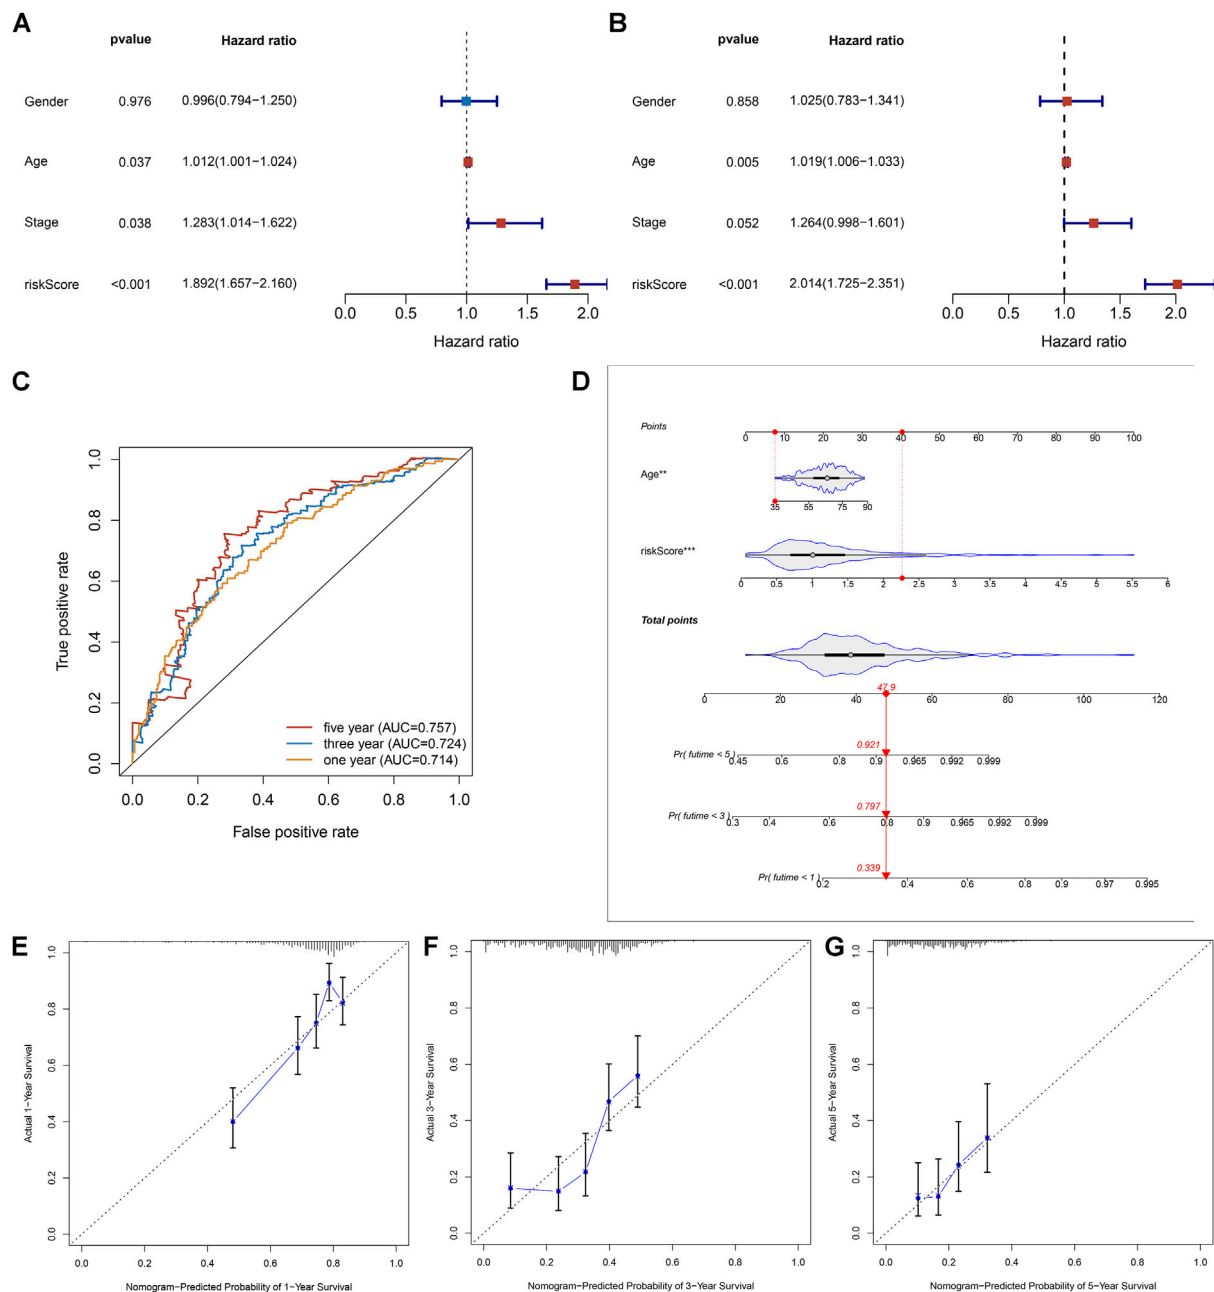 A
pvalue Hazard ratio
Gender 0.976 0.996(0.794−1.250)
Age 0.037 1.012(1.001−1.024)
Stage 0.038 1.283(1.014−1.622)
riskScore <0.001 1.892(1.657−2.160)
0.0 0.5 1.0 1.5 2.0
Hazard ratio
B
pvalue Hazard ratio
Gender 0.858 1.025(0.783−1.341)
Age 0.005 1.019(1.006−1.033)
Stage 0.052 1.264(0.998−1.601)
riskScore <0.001 2.014(1.725−2.351)
0.0 0.5 1.0 1.5 2.0
Hazard ratio
C
True positive rate
1.0
0.8
0.6
0.4
0.2
0.0
five year (AUC=0.757)
three year (AUC=0.724)
one year (AUC=0.714)
0.0 0.2 0.4 0.6 0.8 1.0
False positive rate
D
Points
0 10 20 30 40 50 60 70 80 90 100
Age**
35 55 75 90
riskScore***
0 0.5 1 1.5 2 2.5 3 3.5 4 4.5 5 5.5 6
Total points
47.9
0 20 40 60 80 100 120
0.921
Pr( futime < 5)
0.45 0.6 0.8 0.9 0.965 0.992 0.999
0.797
Pr( futime < 3)
0.3 0.4 0.6 0.8 0.9 0.965 0.992 0.999
0.339
Pr( futime < 1)
0.2 0.4 0.6 0.8 0.9 0.97 0.995
E
Actual 1−Year Survival
1.0
0.8
0.6
0.4
0.2
0.0
0.0 0.2 0.4 0.6 0.8 1.0
Nomogram−Predicted Probability of 1−Year Survival
F
Actual 3−Year Survival
1.0
0.8
0.6
0.4
0.2
0.0
0.0 0.2 0.4 0.6 0.8 1.0
Nomogram−Predicted Probability of 3−Year Survival
G
Actual 5−Year Survival
1.0
0.8
0.6
0.4
0.2
0.0
0.0 0.2 0.4 0.6 0.8 1.0
Nomogram−Predicted Probability of 5−Year Survival